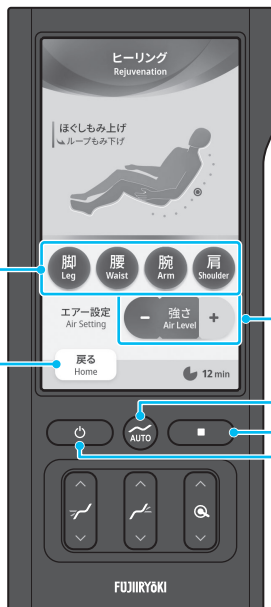 ヒーリング
Rejuvenation
ほぐしもみ上げ
ループもみ下げ
脚
Leg
腰
Waist
腕
Arm
肩
Shoulder
エアー設定
Air Setting
-
強さ
Air Level
+
戻る
Home
12 min
AUTO
FUJIIRYOKI